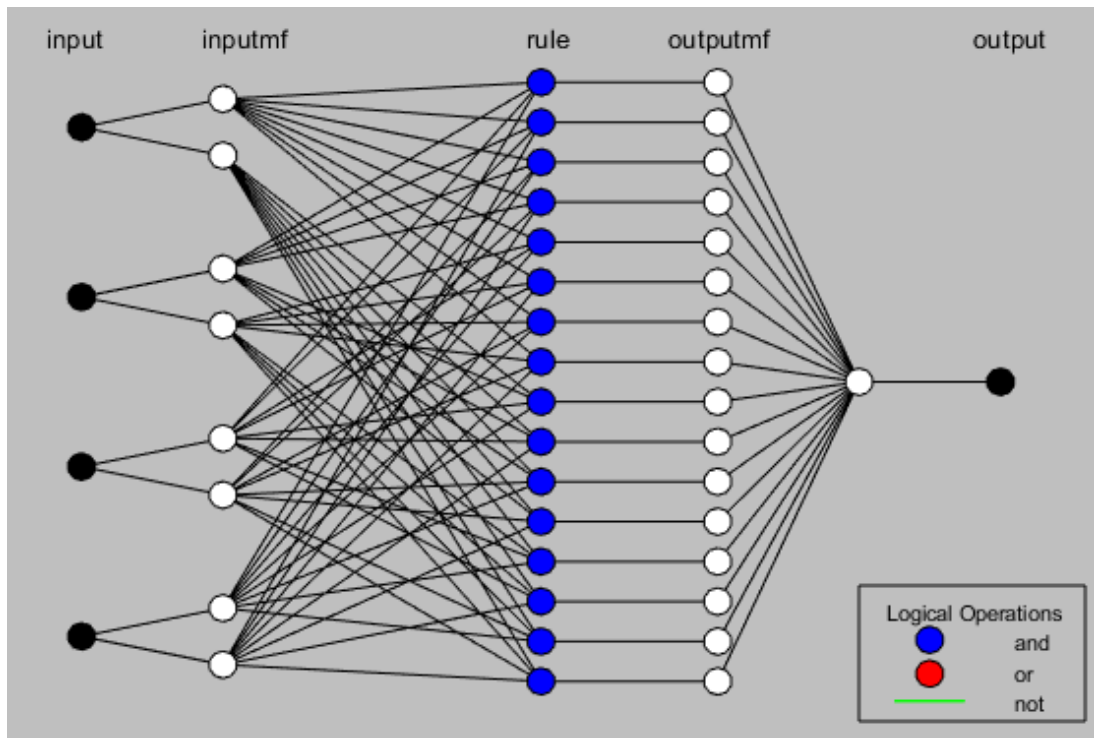 input
inputmf
rule
outputmf
output
Logical Operations
and
or
not